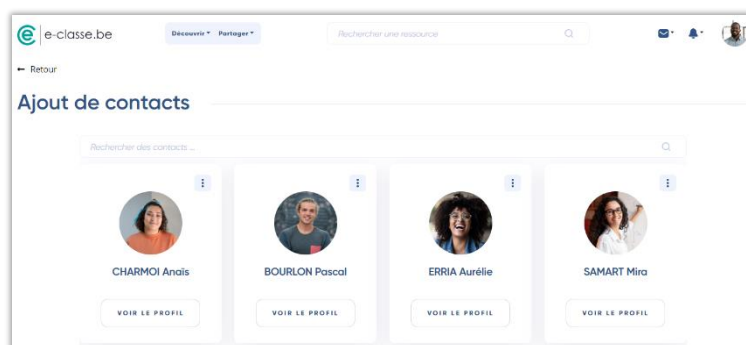 e-classe.be
Découvrir Partager
Rechercher une ressource
← Retour
Ajout de contacts
Rechercher des contacts ...
CHARMOI Anaïs
BOURLON Pascal
ERRIA Aurélie
SAMART Mira
VOIR LE PROFIL
VOIR LE PROFIL
VOIR LE PROFIL
VOIR LE PROFIL